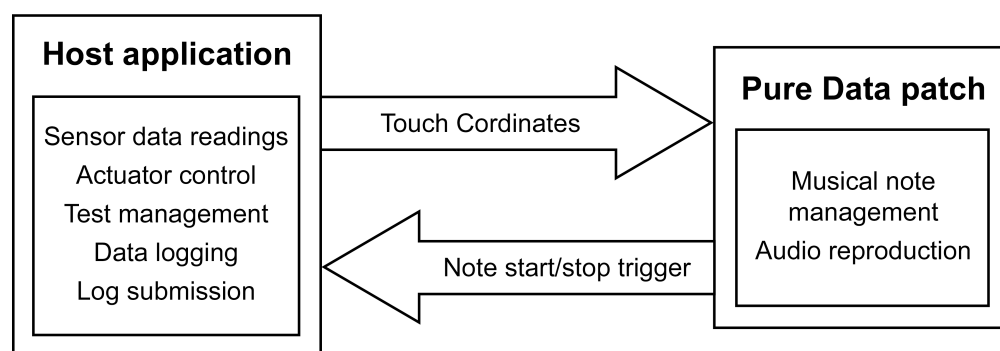 Host application
Sensor data readings
Actuator control
Test management
Data logging
Log submission
Touch Cordinates
Note start/stop trigger
Pure Data patch
Musical note
management
Audio reproduction